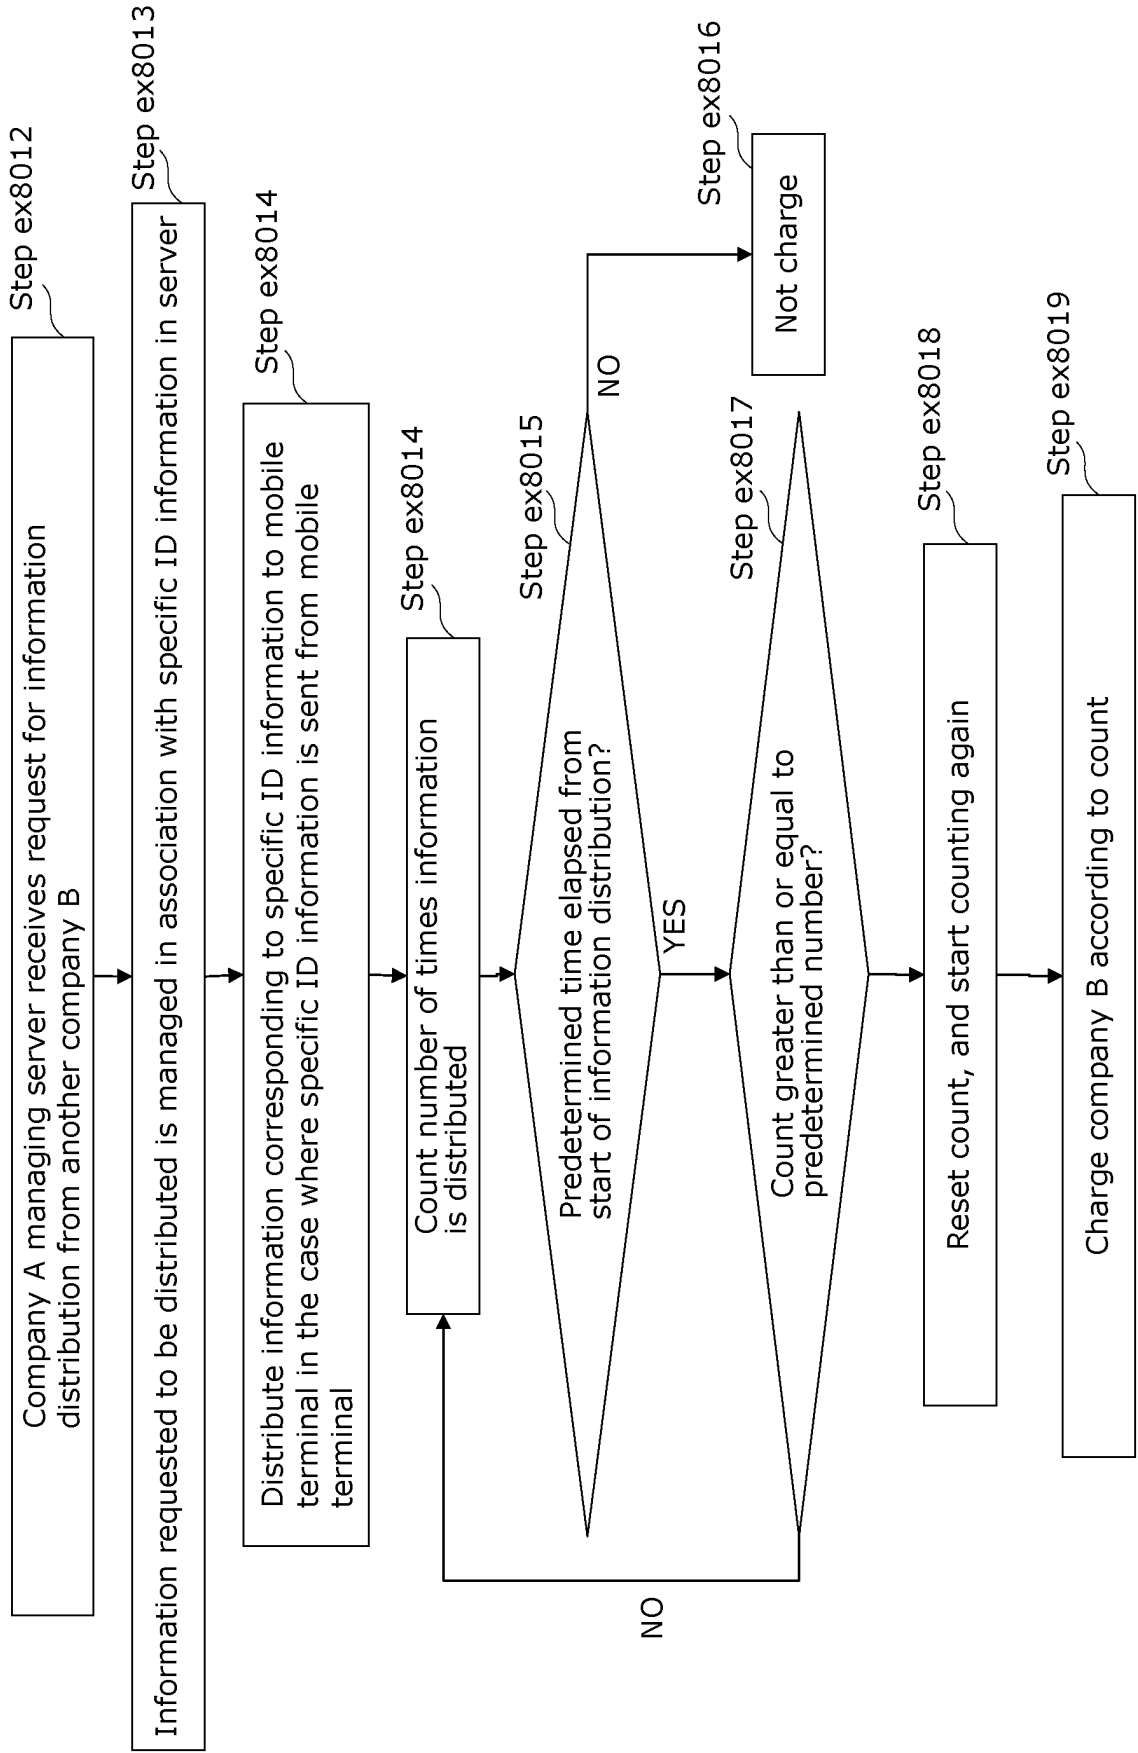 Step ex8012
Company A managing server receives request for information
distribution from another company B
Step ex8013
Information requested to be distributed is managed in association with specific ID information in server
Step ex8014
Distribute information corresponding to specific ID information to mobile
terminal in the case where specific ID information is sent from mobile
terminal
Step ex8014
Count number of times information
is distributed
Step ex8015
Predetermined time elapsed from
start of information distribution?
NO
YES
Step ex8016
Not charge
NO
Step ex8017
Count greater than or equal to
predetermined number?
Step ex8018
Reset count, and start counting again
Step ex8019
Charge company B according to count